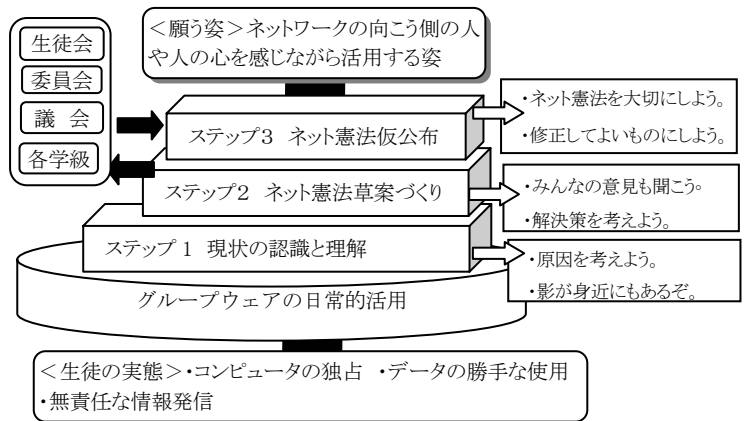 ＜願う姿＞ネットワークの向こう側の人
や人の心を感じながら活用する姿
生徒会
委員会
議　会
各学級
ステップ３　ネット憲法仮公布
・ネット憲法を大切にしよう。
・修正してよいものにしよう。
ステップ２　ネット憲法草案づくり
・みんなの意見も聞こう。
・解決策を考えよう。
ステップ１　現状の認識と理解
・原因を考えよう。
・影が身近にもあるぞ。
グループウェアの日常的活用
＜生徒の実態＞・コンピュータの独占　・データの勝手な使用
・無責任な情報発信